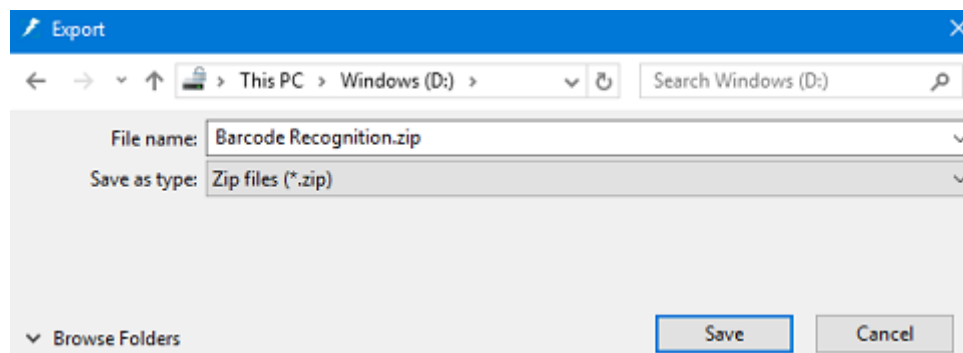 Export
This PC > Windows (D:) > Search Windows (D:)
File name: Barcode Recognition.zip
Save as type: Zip files (*.zip)
Browse Folders Save Cancel